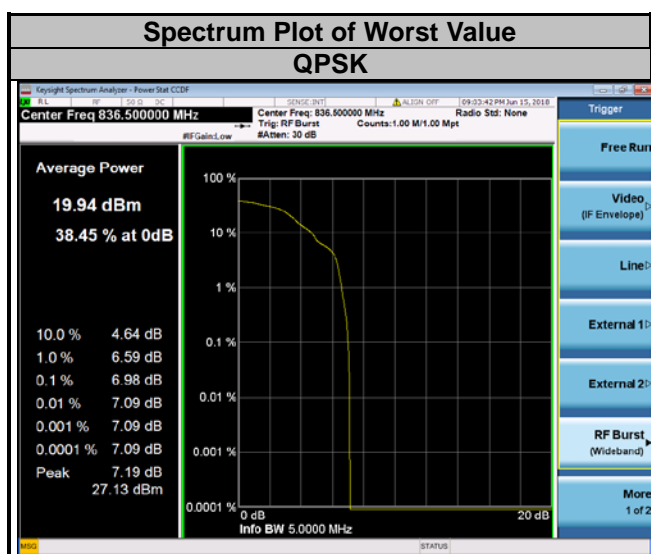 Spectrum Plot of Worst Value
QPSK
Keysight Spectrum Analyzer - Power Stat CCDF
RL RF 50 Ω DC SENSE:INT ALIGN OFF 09:03:42 PM Jun 15, 2018
Center Freq 836.500000 MHz
Center Freq: 836.500000 MHz Radio Std: None
Trig: RF Burst Counts:1.00 M/1.00 Mpt
#IFGain:Low #Atten: 30 dB
Trigger
Free Run
Video
(IF Envelope)
Line
External 1
External 2
RF Burst
(Wideband)
More
1 of 2
Average Power
19.94 dBm
38.45 % at 0dB
10.0 % 4.64 dB
1.0 % 6.59 dB
0.1 % 6.98 dB
0.01 % 7.09 dB
0.001 % 7.09 dB
0.0001 % 7.09 dB
Peak 7.19 dB
27.13 dBm
100 %
10 %
1 %
0.1 %
0.01 %
0.001 %
0.0001 %
0 dB 20 dB
Info BW 5.0000 MHz
MSG STATUS